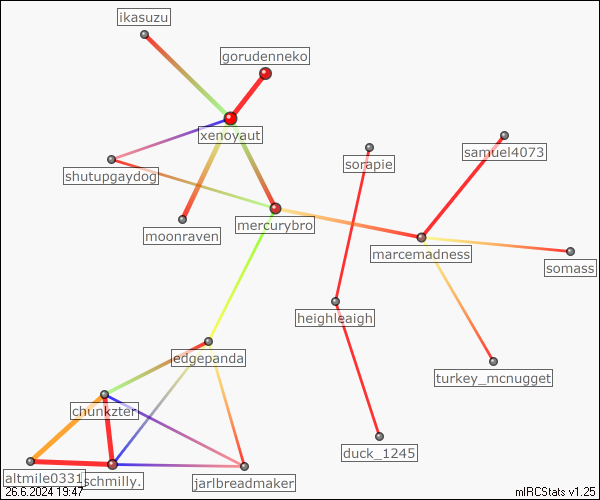 ikasuzu
gorudenneko
xenoyaut
samuel4073
sorapie
shutupgaydog
mercurybro
moonraven
marcemadness
somass
heighleaigh
edgepanda
turkey_mcnugget
chunkzter
duck_1245
altmile0331
schmilly.
jarlbreadmaker
26.6.2024 19:47
mIRCStats v1.25